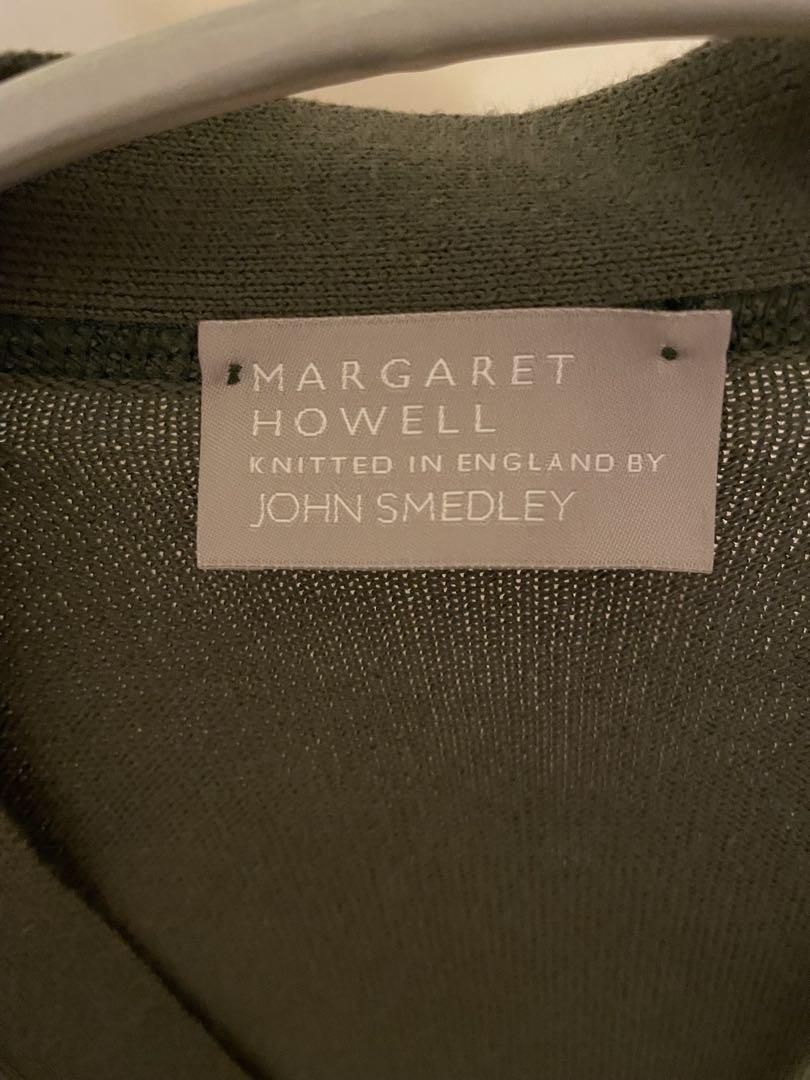 MARGARET
HOWELL
KNITTED IN ENGLAND BY
JOHN SMEDLEY